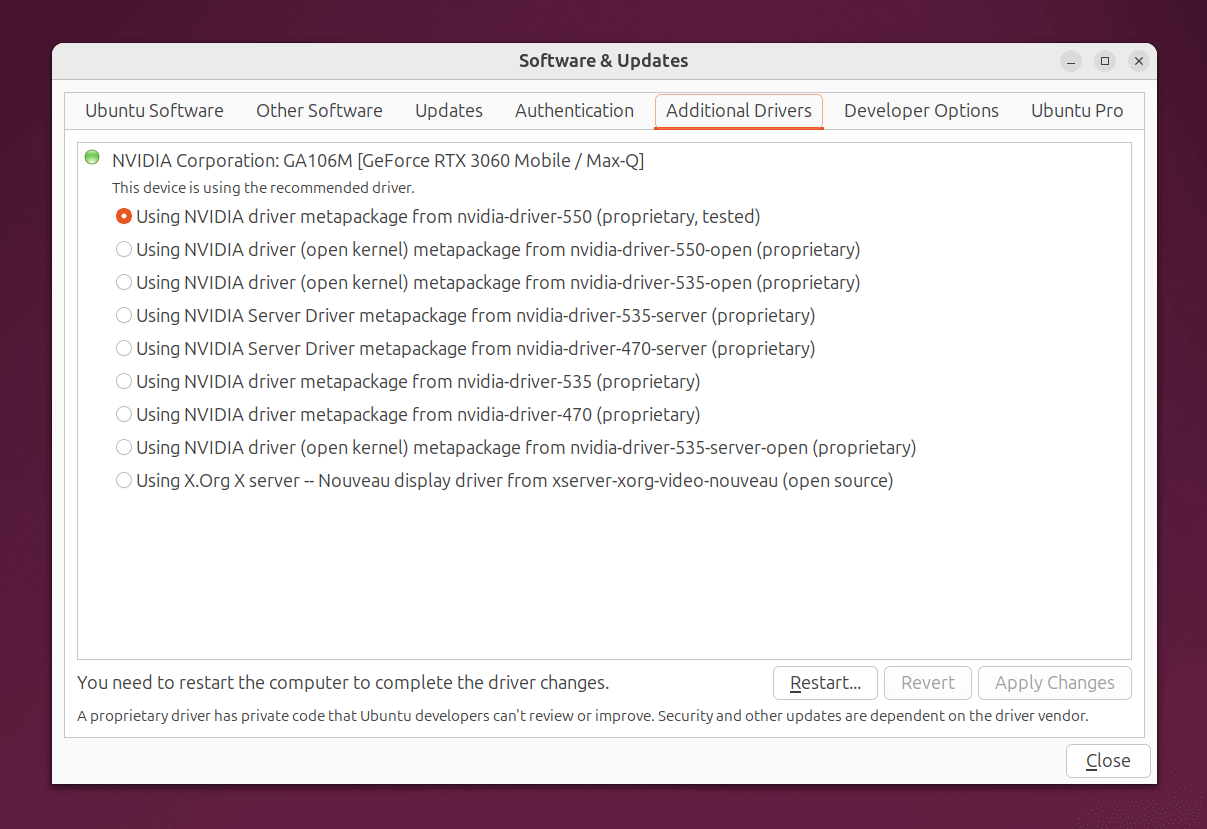 Software & Updates
Ubuntu Software Other Software Updates Authentication Additional Drivers Developer Options Ubuntu Pro
NVIDIA Corporation: GA106M [GeForce RTX 3060 Mobile / Max-Q]
This device is using the recommended driver.
Using NVIDIA driver metapackage from nvidia-driver-550 (proprietary, tested)
Using NVIDIA driver (open kernel) metapackage from nvidia-driver-550-open (proprietary)
Using NVIDIA driver (open kernel) metapackage from nvidia-driver-535-open (proprietary)
Using NVIDIA Server Driver metapackage from nvidia-driver-535-server (proprietary)
Using NVIDIA Server Driver metapackage from nvidia-driver-470-server (proprietary)
Using NVIDIA driver metapackage from nvidia-driver-535 (proprietary)
Using NVIDIA driver metapackage from nvidia-driver-470 (proprietary)
Using NVIDIA driver (open kernel) metapackage from nvidia-driver-535-server-open (proprietary)
Using X.Org X server -- Nouveau display driver from xserver-xorg-video-nouveau (open source)
You need to restart the computer to complete the driver changes. Restart... Revert Apply Changes
A proprietary driver has private code that Ubuntu developers can't review or improve. Security and other updates are dependent on the driver vendor.
Close